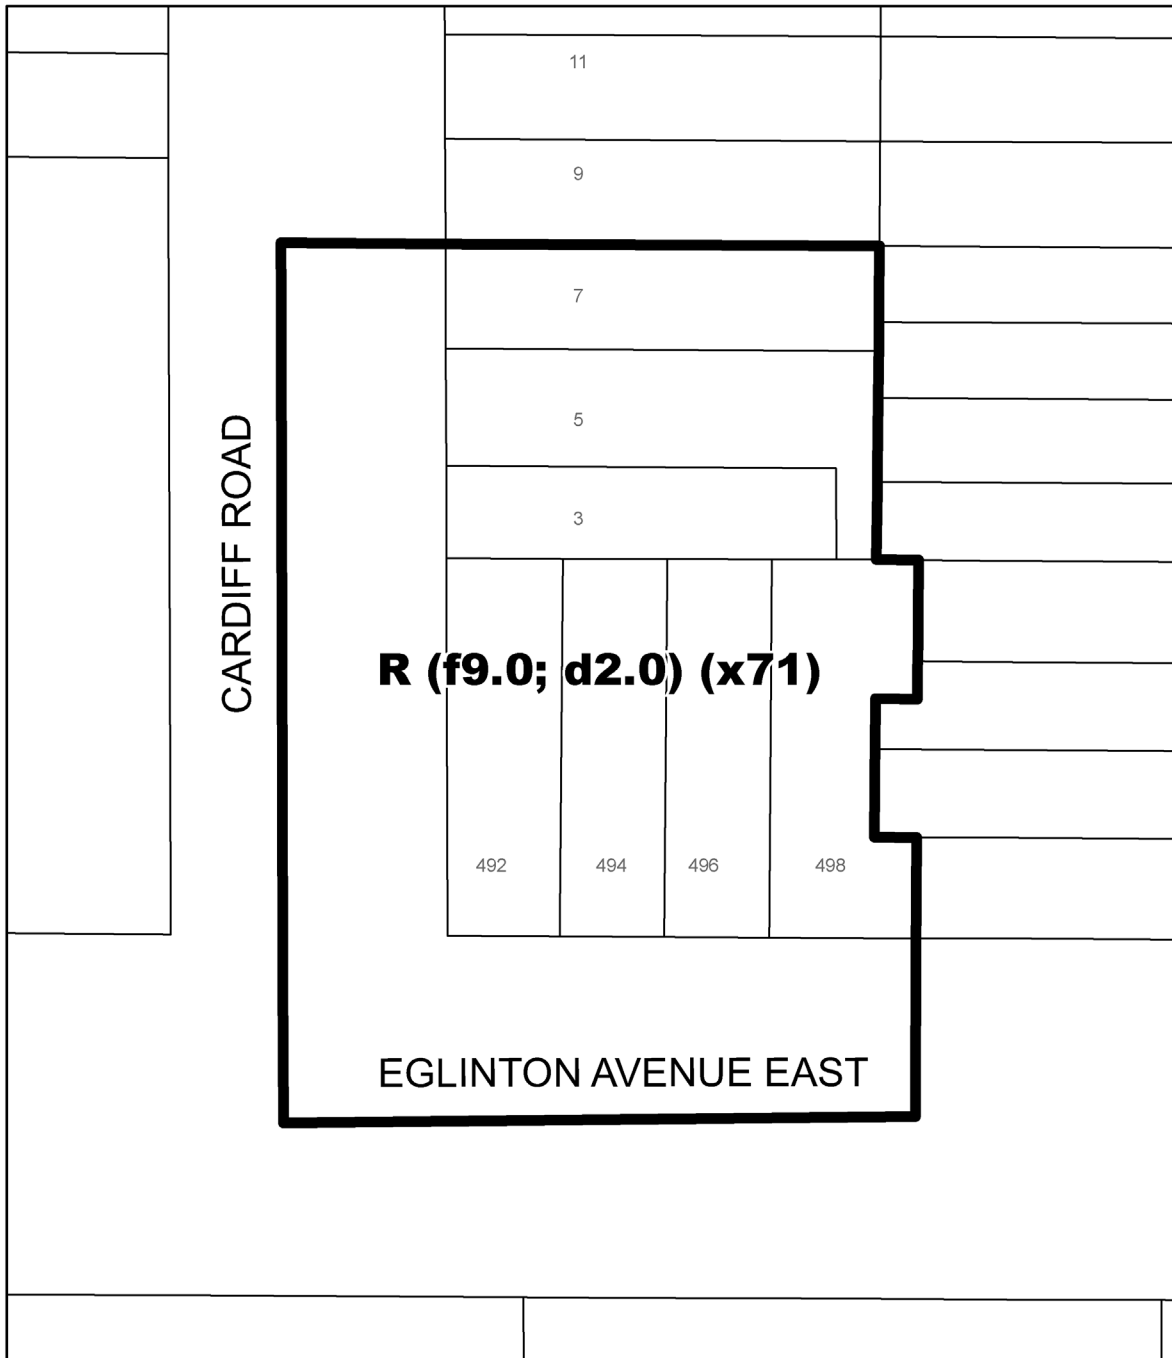 11
9
7
5
3
CARDIFF ROAD
R (f9.0; d2.0) (x71)
492 494 496 498
EGLINTON AVENUE EAST